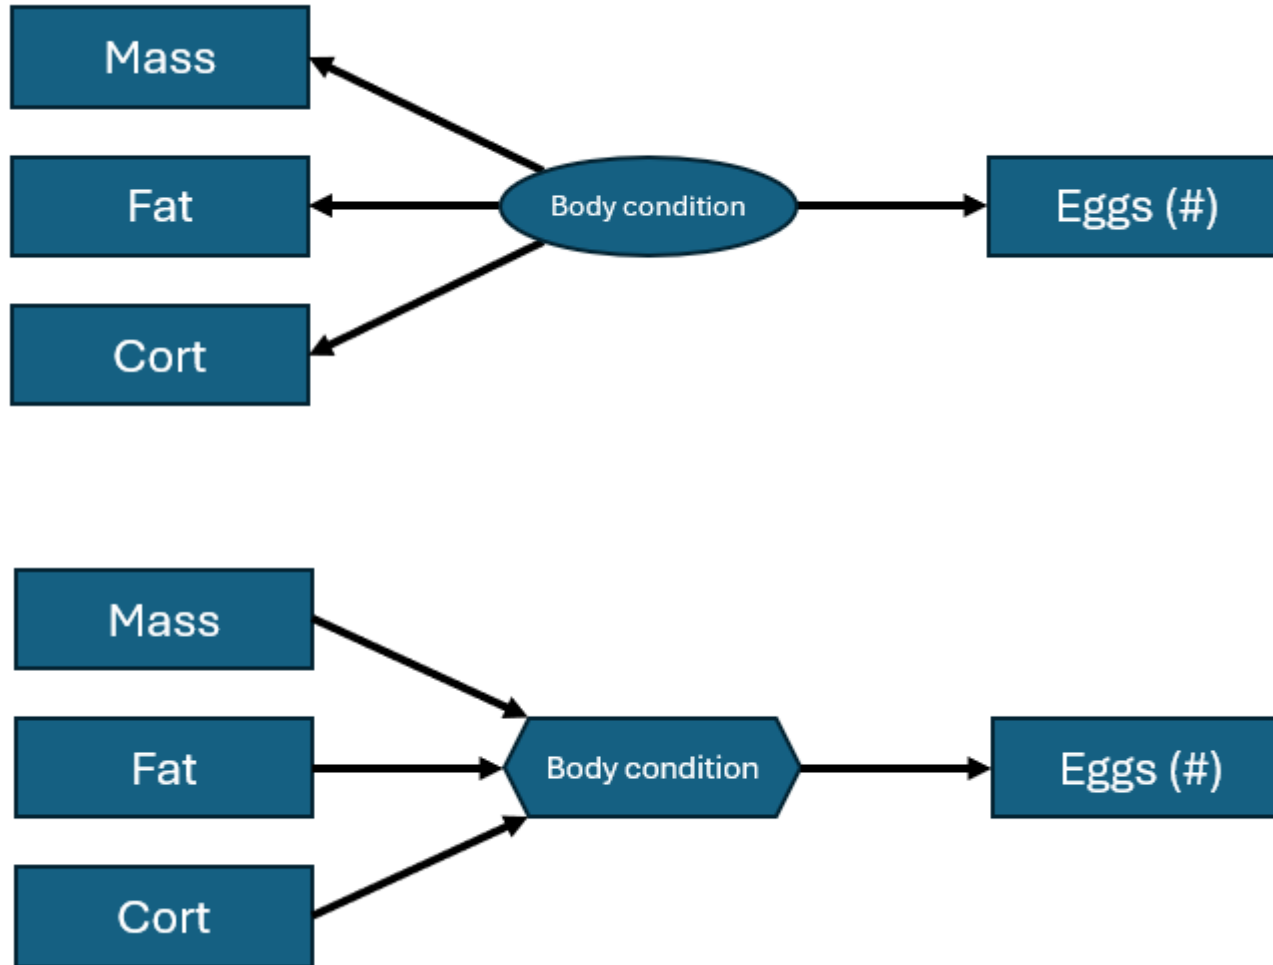 Mass
Fat
Body condition
Eggs (#)
Cort
Mass
Fat
Body condition
Eggs (#)
Cort